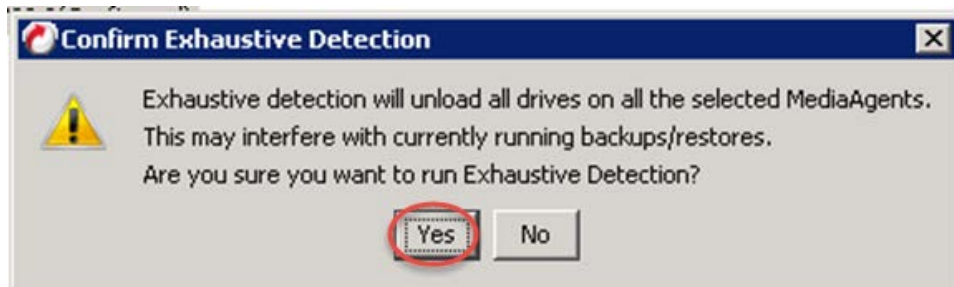 Confirm Exhaustive Detection
Exhaustive detection will unload all drives on all the selected MediaAgents.
This may interfere with currently running backups/restores.
Are you sure you want to run Exhaustive Detection?
Yes No